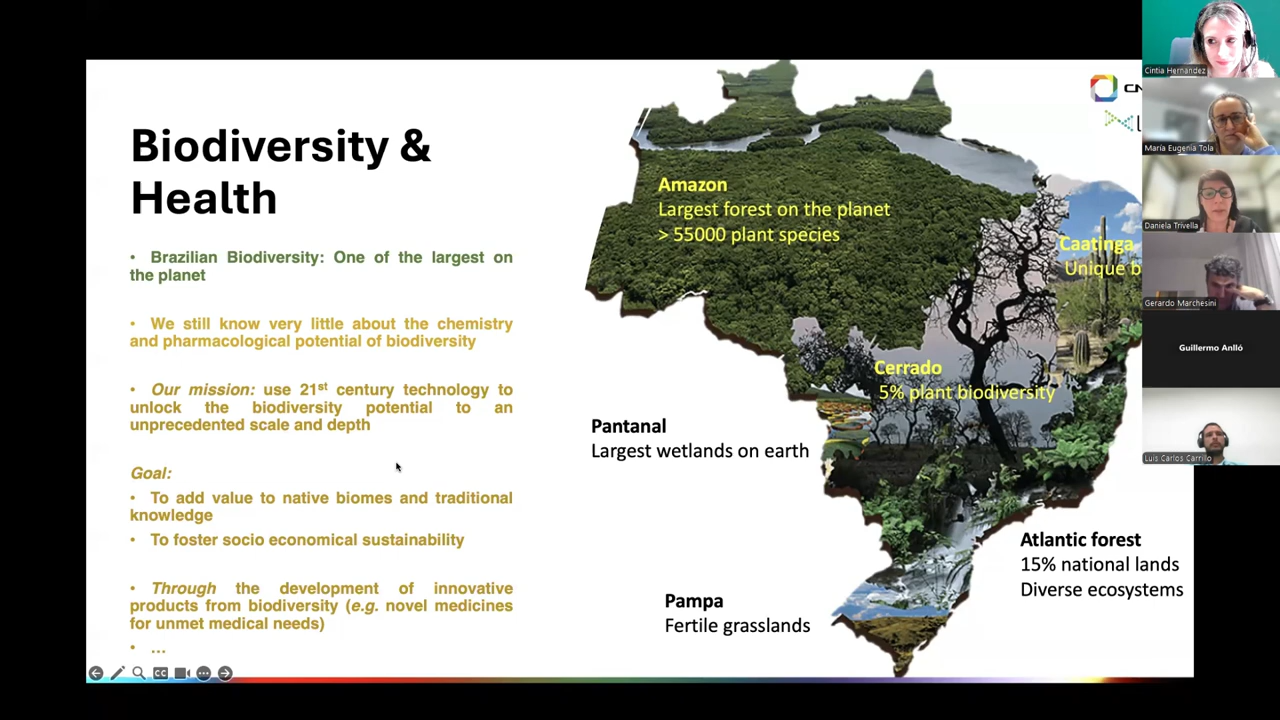 Biodiversity &
Health
• Brazilian Biodiversity: One of the largest on
the planet
• We still know very little about the chemistry
and pharmacological potential of biodiversity
• Our mission: use 21st century technology to
unlock the biodiversity potential to an
unprecedented scale and depth
Goal:
• To add value to native biomes and traditional
knowledge
• To foster socio economical sustainability
• Through the development of innovative
products from biodiversity (e.g. novel medicines
for unmet medical needs)
• ...
Amazon
Largest forest on the planet
> 55000 plant species
Caatinga
Unique b
Cerrado
5% plant biodiversity
Pantanal
Largest wetlands on earth
Atlantic forest
15% national lands
Diverse ecosystems
Pampa
Fertile grasslands
CC
Cintia Hernández
María Eugenia Tola
Daniela Trivella
Gerardo Marchesini
Guillermo Anlló
Luis Carlos Carrillo